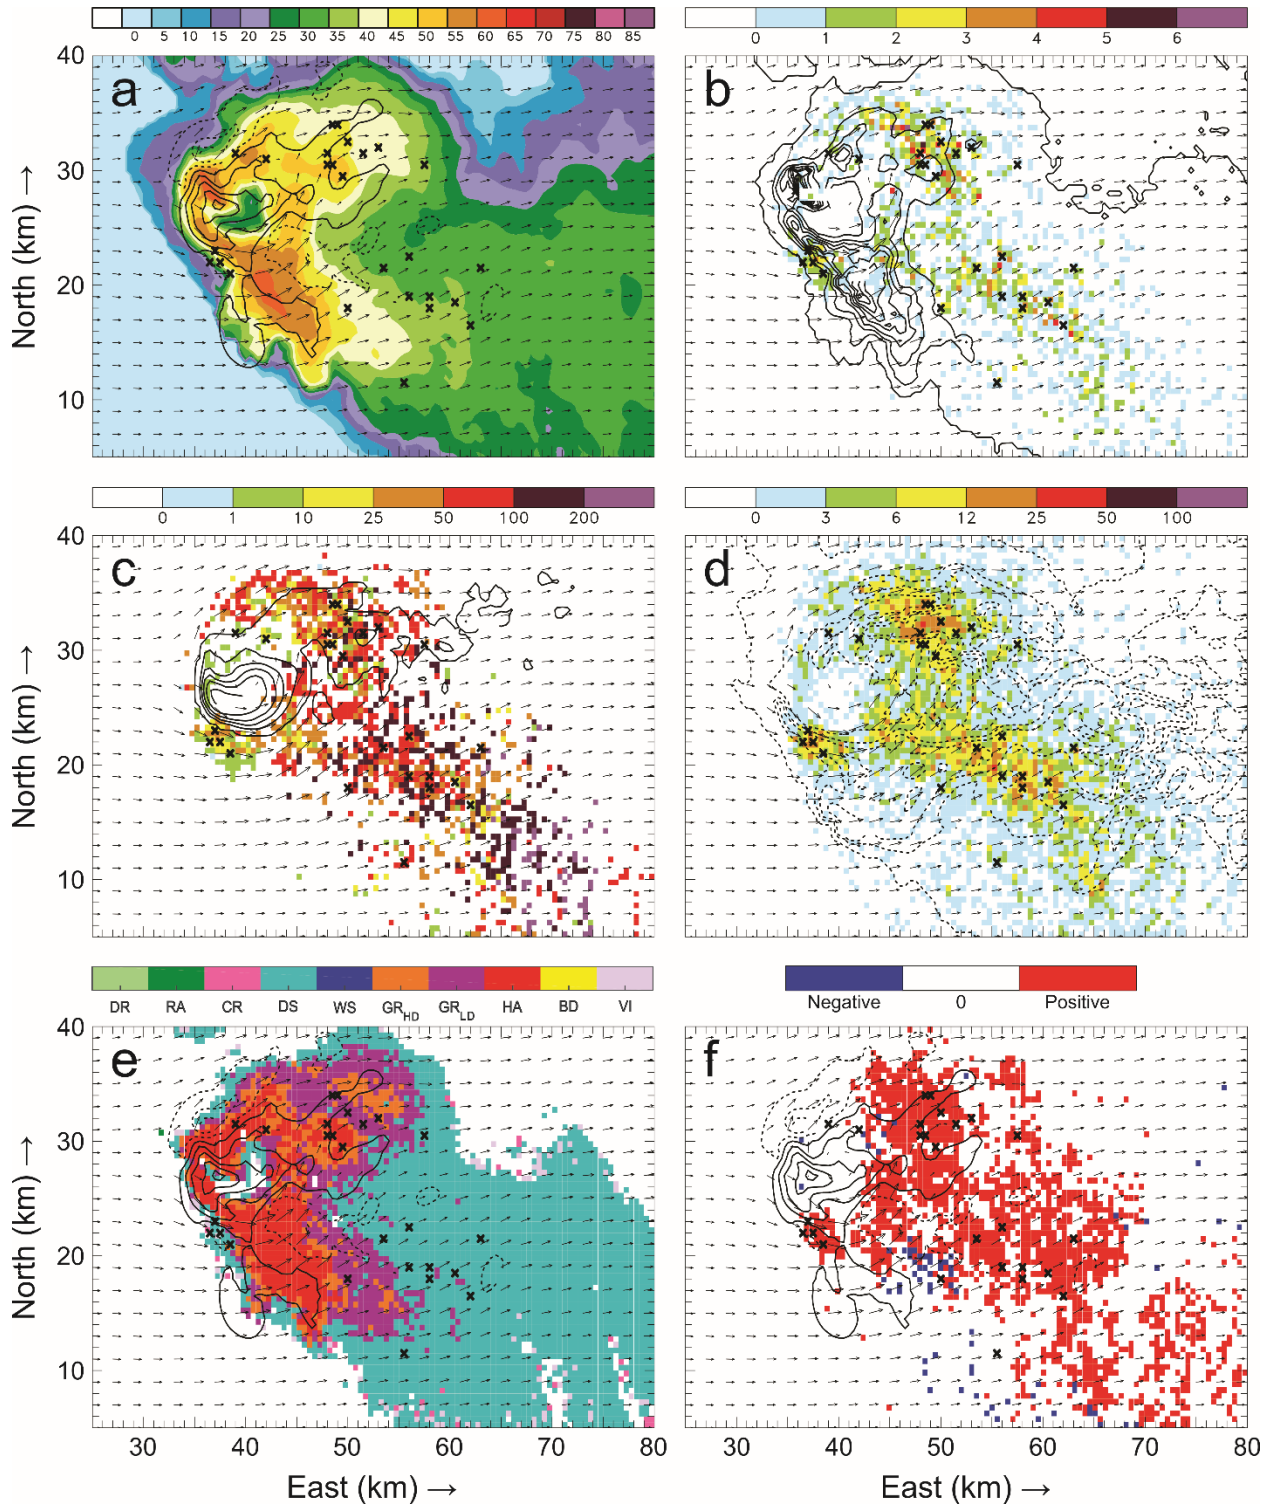 0 5 10 15 20 25 30 35 40 45 50 55 60 65 70 75 80 85
0 1 2 3 4 5 6
a
b
40
30
20
10
North (km) →
0 1 10 25 50 100 200
0 3 6 12 25 50 100
c
d
40
30
20
10
North (km) →
DR RA CR DS WS GR_HD GR_LD HA BD VI
Negative 0 Positive
e
f
40
30
20
10
North (km) →
30 40 50 60 70 80
30 40 50 60 70 80
East (km) →
East (km) →